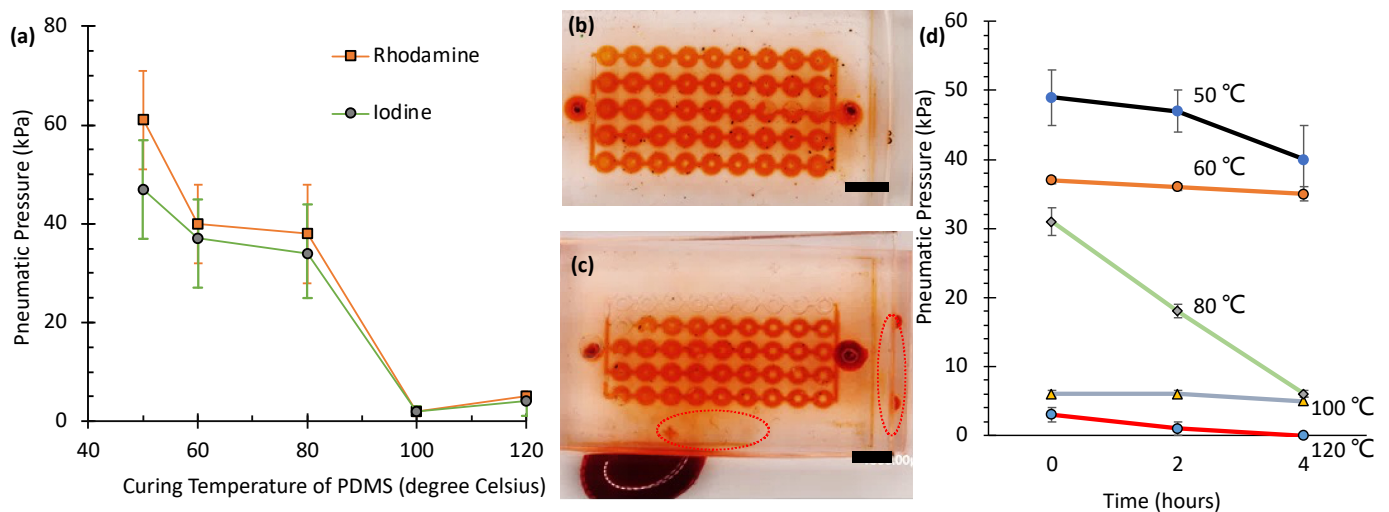 (a)
Pneumatic Pressure (kPa)
80
60
40
20
0
Rhodamine
Iodine
40
60
80
100
120
Curing Temperature of PDMS (degree Celsius)
(b)
(c)
(d)
Pneumatic Pressure (kPa)
60
50
40
30
20
10
0
50 ℃
60 ℃
80 ℃
100 ℃
120 ℃
0
2
4
Time (hours)